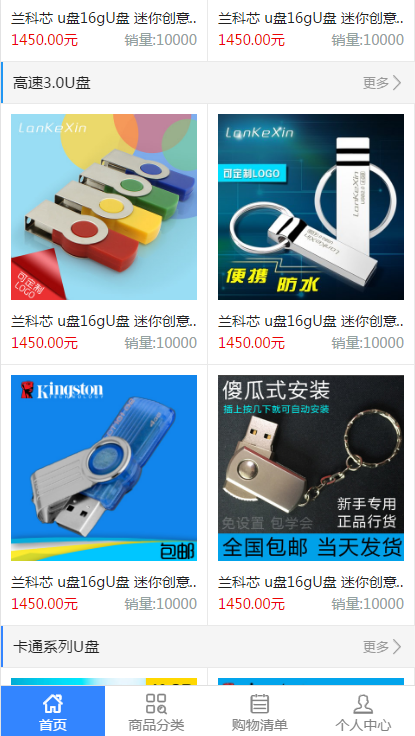 兰科芯 u盘16gU盘 迷你创意..
1450.00元 销量:10000
兰科芯 u盘16gU盘 迷你创意..
1450.00元 销量:10000
高速3.0U盘
更多
LanKeXin
可定制
LOGO
LanKeXin
可定制LOGO
LanKeXin
便携 防水
兰科芯 u盘16gU盘 迷你创意..
1450.00元 销量:10000
兰科芯 u盘16gU盘 迷你创意..
1450.00元 销量:10000
Kingston
TECHNOLOGY
包邮
傻瓜式安装
插上按几下就可自动安装
新手专用
正品行货
免设置 包学会
全国包邮 当天发货
兰科芯 u盘16gU盘 迷你创意..
1450.00元 销量:10000
兰科芯 u盘16gU盘 迷你创意..
1450.00元 销量:10000
卡通系列U盘
更多
首页
商品分类
购物清单
个人中心